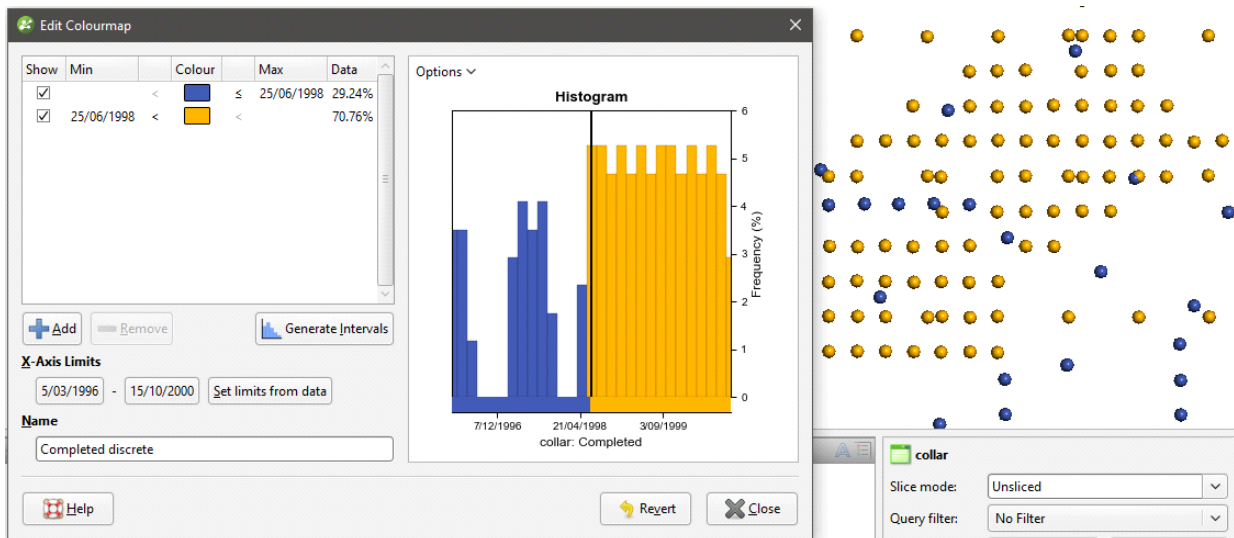 Edit Colourmap
Show Min Colour Max Data
< ≤ 25/06/1998 29.24%
25/06/1998 < < 70.76%
Add Remove Generate Intervals
X-Axis Limits
5/03/1996 - 15/10/2000 Set limits from data
Name
Completed discrete
Help Revert Close
Options
Histogram
6
5
4
3
2
1
0
Frequency (%)
7/12/1996 21/04/1998 3/09/1999
collar: Completed
collar
Slice mode: Unsliced
Query filter: No Filter